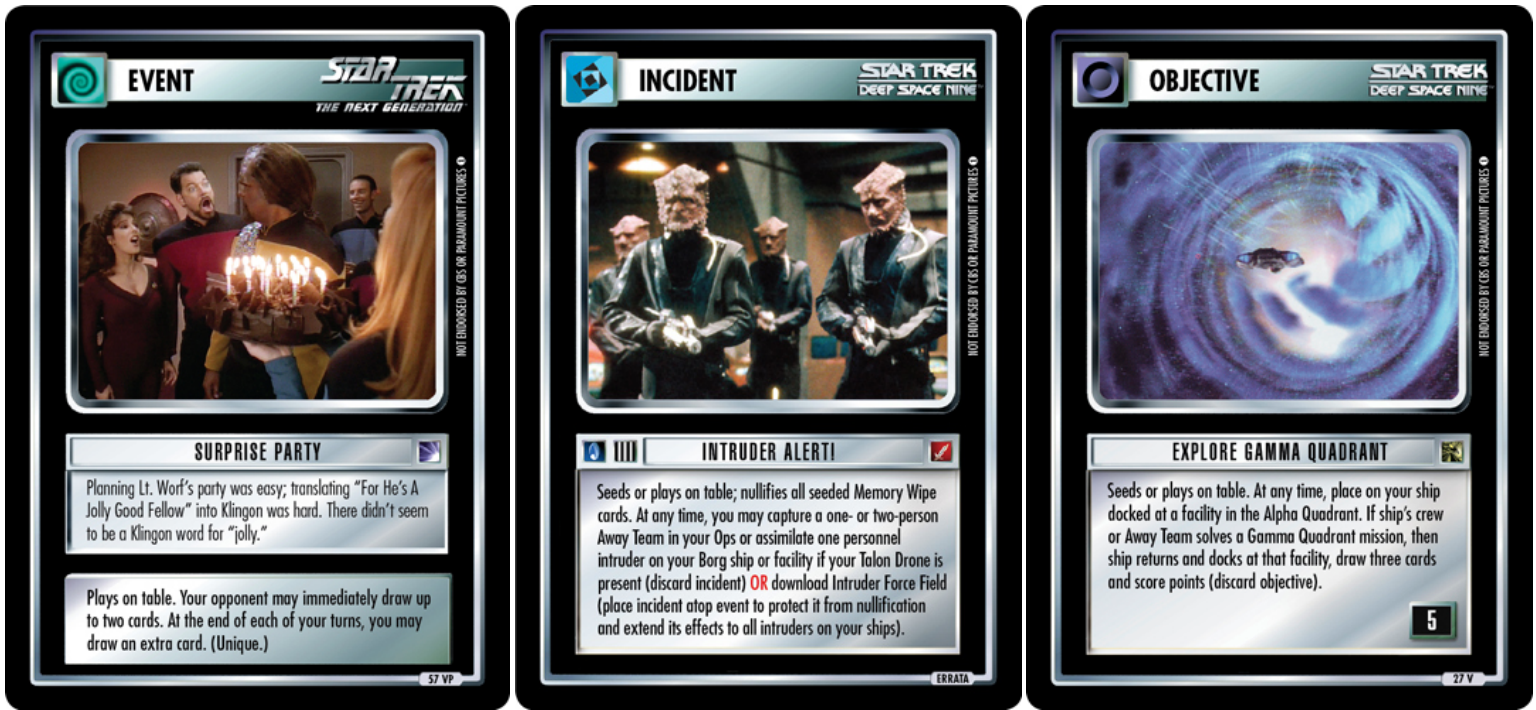 EVENT
STAR TREK
THE NEXT GENERATION™
NOT ENDORSED BY CBS OR PARAMOUNT PICTURES
SURPRISE PARTY
Planning Lt. Worf's party was easy; translating “For He's A
Jolly Good Fellow” into Klingon was hard. There didn't seem
to be a Klingon word for “jolly.”
Plays on table. Your opponent may immediately draw up
to two cards. At the end of each of your turns, you may
draw an extra card. (Unique.)
57 VP
INCIDENT
STAR TREK
DEEP SPACE NINE™
NOT ENDORSED BY CBS OR PARAMOUNT PICTURES
INTRUDER ALERT!
Seeds or plays on table; nullifies all seeded Memory Wipe
cards. At any time, you may capture a one- or two-person
Away Team in your Ops or assimilate one personnel
intruder on your Borg ship or facility if your Talon Drone is
present (discard incident) OR download Intruder Force Field
(place incident atop event to protect it from nullification
and extend its effects to all intruders on your ships).
ERRATA
OBJECTIVE
STAR TREK
DEEP SPACE NINE™
NOT ENDORSED BY CBS OR PARAMOUNT PICTURES
EXPLORE GAMMA QUADRANT
Seeds or plays on table. At any time, place on your ship
docked at a facility in the Alpha Quadrant. If ship's crew
or Away Team solves a Gamma Quadrant mission, then
ship returns and docks at that facility, draw three cards
and score points (discard objective).
5
27 V